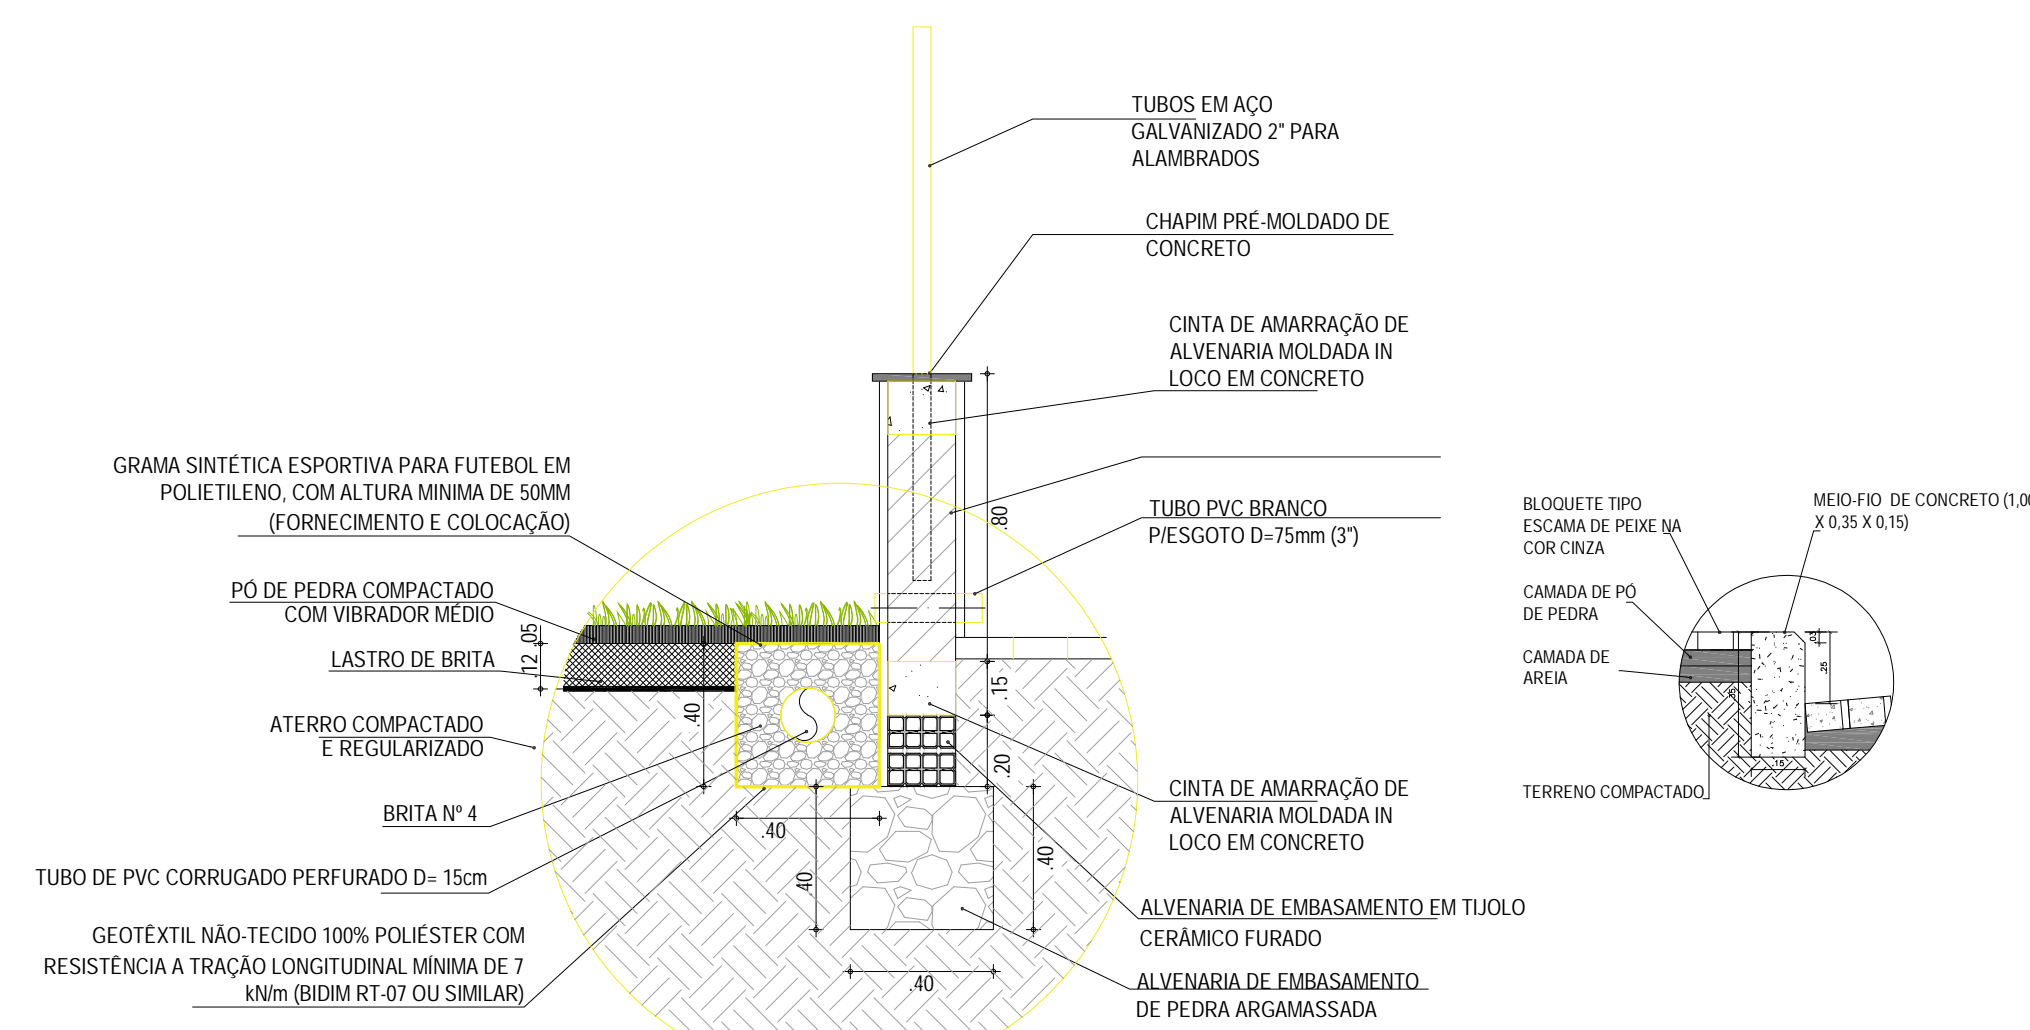 TUBOS EM AÇO
GALVANIZADO 2" PARA
ALAMBRADOS
CHAPIM PRÉ-MOLDADO DE
CONCRETO
CINTA DE AMARRAÇÃO DE
ALVENARIA MOLDADA IN
LOCO EM CONCRETO
GRAMA SINTÉTICA ESPORTIVA PARA FUTEBOL EM
POLIETILENO, COM ALTURA MINIMA DE 50MM
(FORNECIMENTO E COLOCAÇÃO)
PÓ DE PEDRA COMPACTADO
COM VIBRADOR MÉDIO
LASTRO DE BRITA
ATERRO COMPACTADO
E REGULARIZADO
BRITA Nº 4
TUBO DE PVC CORRUGADO PERFURADO D= 15cm
GEOTÊXTIL NÃO-TECIDO 100% POLIÉSTER COM
RESISTÊNCIA A TRAÇÃO LONGITUDINAL MÍNIMA DE 7
kN/m (BIDIM RT-07 OU SIMILAR)
.05
.12
.40
.40
.40
.40
.40
.80
.15
.20
TUBO PVC BRANCO
P/ESGOTO D=75mm (3")
CINTA DE AMARRAÇÃO DE
ALVENARIA MOLDADA IN
LOCO EM CONCRETO
ALVENARIA DE EMBASAMENTO EM TIJOLO
CERÂMICO FURADO
ALVENARIA DE EMBASAMENTO
DE PEDRA ARGAMASSADA
BLOQUETE TIPO
ESCAMA DE PEIXE NA
COR CINZA
CAMADA DE PÓ
DE PEDRA
CAMADA DE
AREIA
TERRENO COMPACTADO
MEIO-FIO DE CONCRETO (1,00
X 0,35 X 0,15)
.03
.25
.35
.15